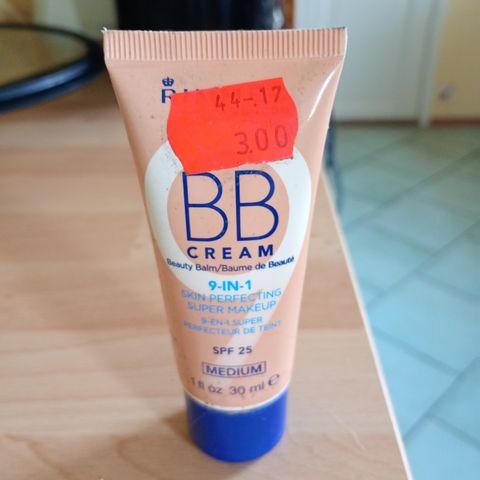 44-.17
3.00
BB
CREAM
Beauty Balm/Baume de Beauté
9-IN-1
SKIN PERFECTING
SUPER MAKEUP
9-EN-1 SUPER
PERFECTEUR DE TEINT
SPF 25
MEDIUM
1 fl oz 30 ml e